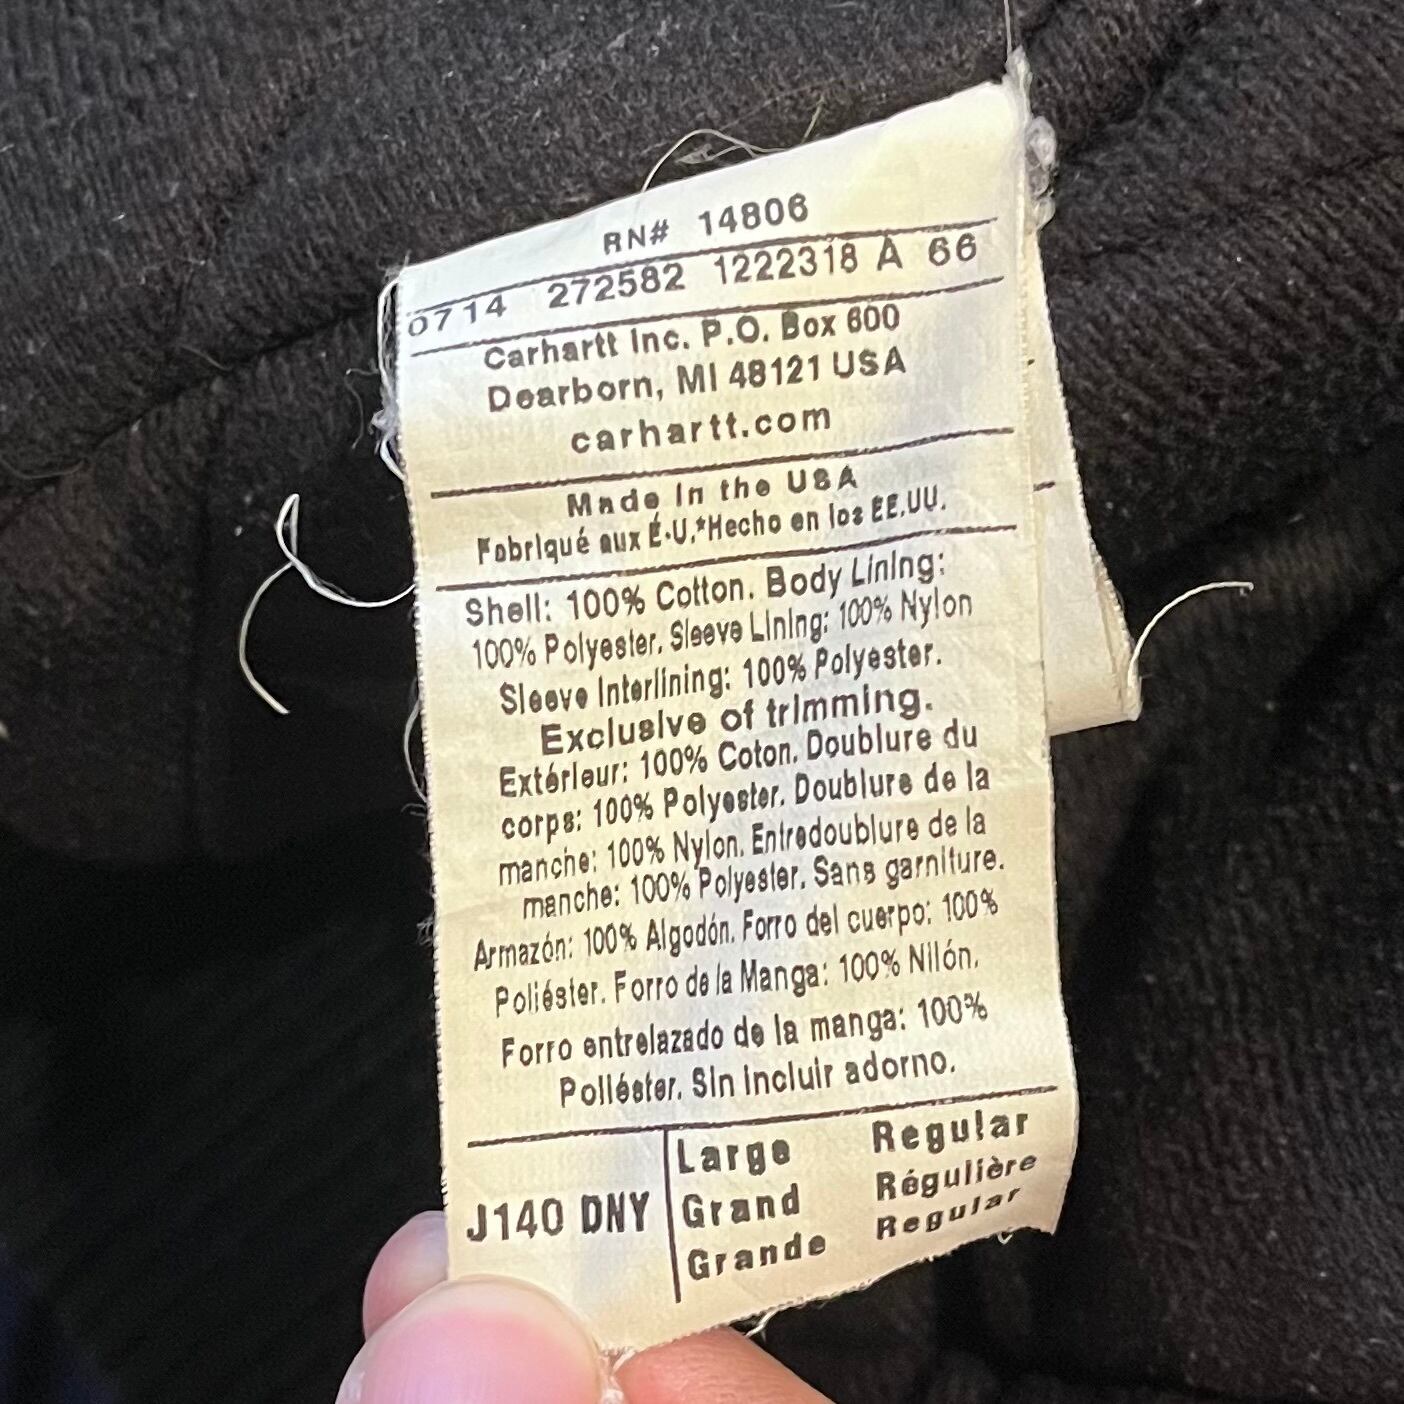 RN# 14806
0714 272582 1222318 A 66
Carhartt Inc. P.O. Box 600
Dearborn, MI 48121 USA
carhartt.com
Made in the USA
Fabriqué aux É-U.*Hecho en los EE.UU.
Shell: 100% Cotton. Body Lining:
100% Polyester. Sleeve Lining: 100% Nylon
Sleeve Interlining: 100% Polyester.
Exclusive of trimming.
Extérieur: 100% Coton. Doublure du
corps: 100% Polyester. Doublure de la
manche: 100% Nylon. Entredoublure de la
manche: 100% Polyester. Sans garniture.
Armazón: 100% Algodón. Forro del cuerpo: 100%
Poliéster. Forro de la Manga: 100% Nilón.
Forro entrelazado de la manga: 100%
Poliéster. Sin incluir adorno.
J140 DNY
Large Regular
Grand Régulière
Grande Regular